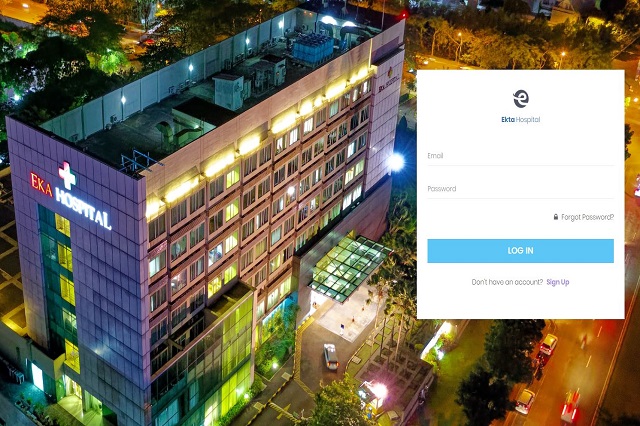 EKA HOSPITAL
Ekta Hospital
Email
Password
Forgot Password?
LOG IN
Don't have an account? Sign Up